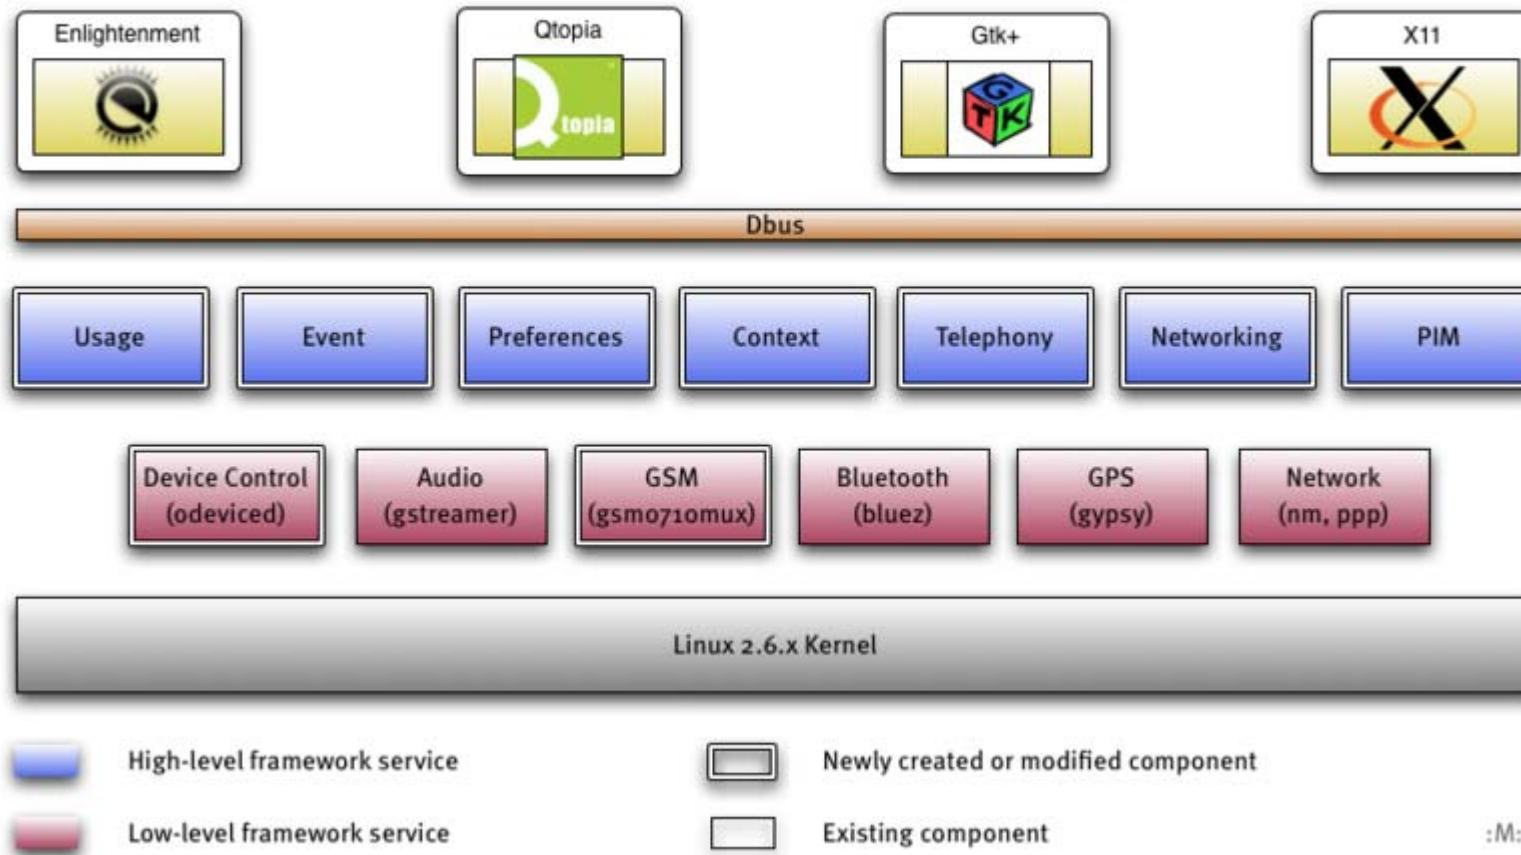 Enlightenment
Qtopia
Gtk+
X11
Qtopia
GTK
X
Dbus
Usage
Event
Preferences
Context
Telephony
Networking
PIM
Device Control
(odeviced)
Audio
(gstreamer)
GSM
(gsm0710mux)
Bluetooth
(bluez)
GPS
(gypsy)
Network
(nm, ppp)
Linux 2.6.x Kernel
High-level framework service
Newly created or modified component
Low-level framework service
Existing component
:M: